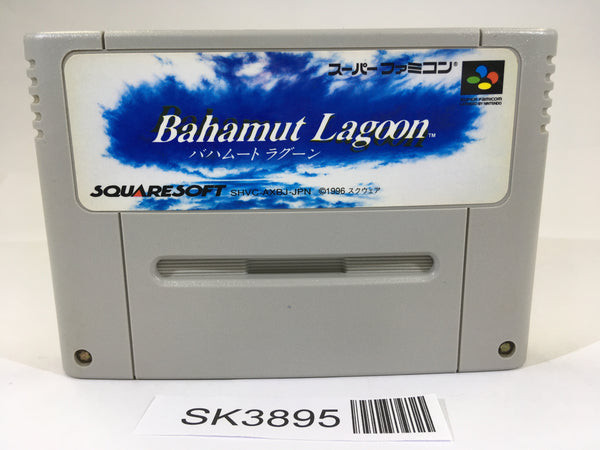 スーパーファミコン®
Bahamut Lagoon™
バハムート ラグーン
SQUARESOFT SHVC-AXBJ-JPN ©1996 スクウェア
SK3895